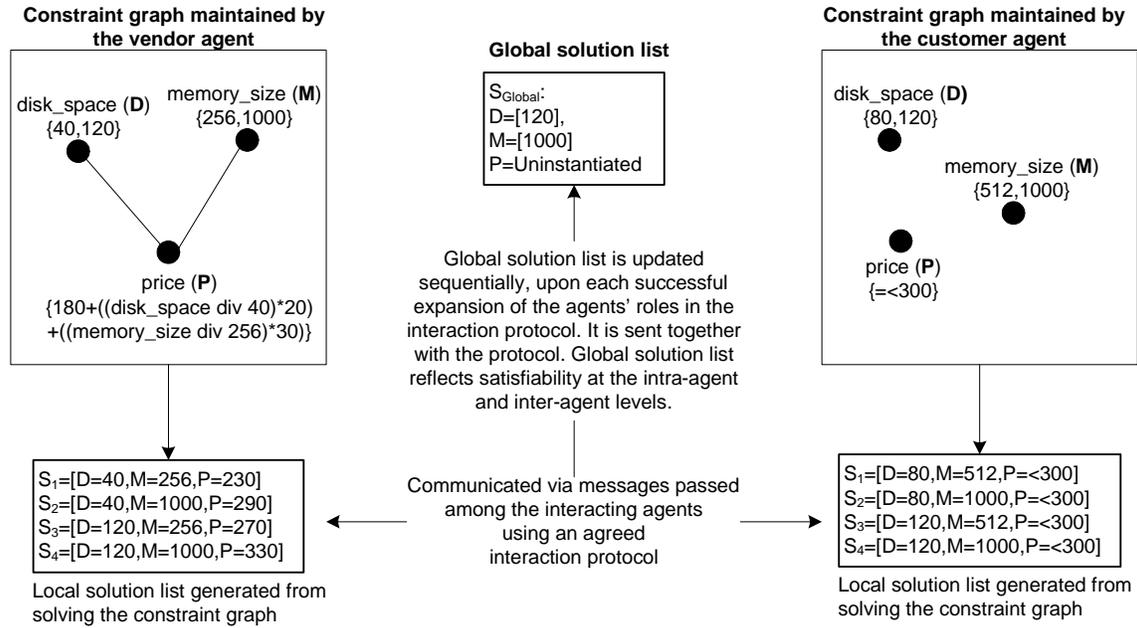 Constraint graph maintained by
the vendor agent
disk_space (D)
{40,120}
memory_size (M)
{256,1000}
price (P)
{180+((disk_space div 40)*20)
+((memory_size div 256)*30)}
S1=[D=40,M=256,P=230]
S2=[D=40,M=1000,P=290]
S3=[D=120,M=256,P=270]
S4=[D=120,M=1000,P=330]
Local solution list generated from
solving the constraint graph
Global solution list
SGlobal:
D=[120],
M=[1000]
P=Uninstantiated
Global solution list is updated
sequentially, upon each successful
expansion of the agents' roles in the
interaction protocol. It is sent together
with the protocol. Global solution list
reflects satisfiability at the intra-agent
and inter-agent levels.
Communicated via messages passed
among the interacting agents
using an agreed
interaction protocol
Constraint graph maintained by
the customer agent
disk_space (D)
{80,120}
memory_size (M)
{512,1000}
price (P)
{=<300}
S1=[D=80,M=512,P=<300]
S2=[D=80,M=1000,P=<300]
S3=[D=120,M=512,P=<300]
S4=[D=120,M=1000,P=<300]
Local solution list generated from
solving the constraint graph